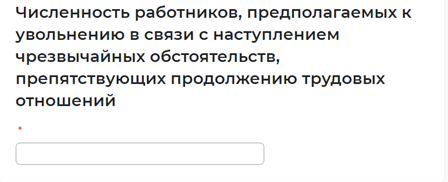 Численность работников, предполагаемых к
увольнению в связи с наступлением
чрезвычайных обстоятельств,
препятствующих продолжению трудовых
отношений
*